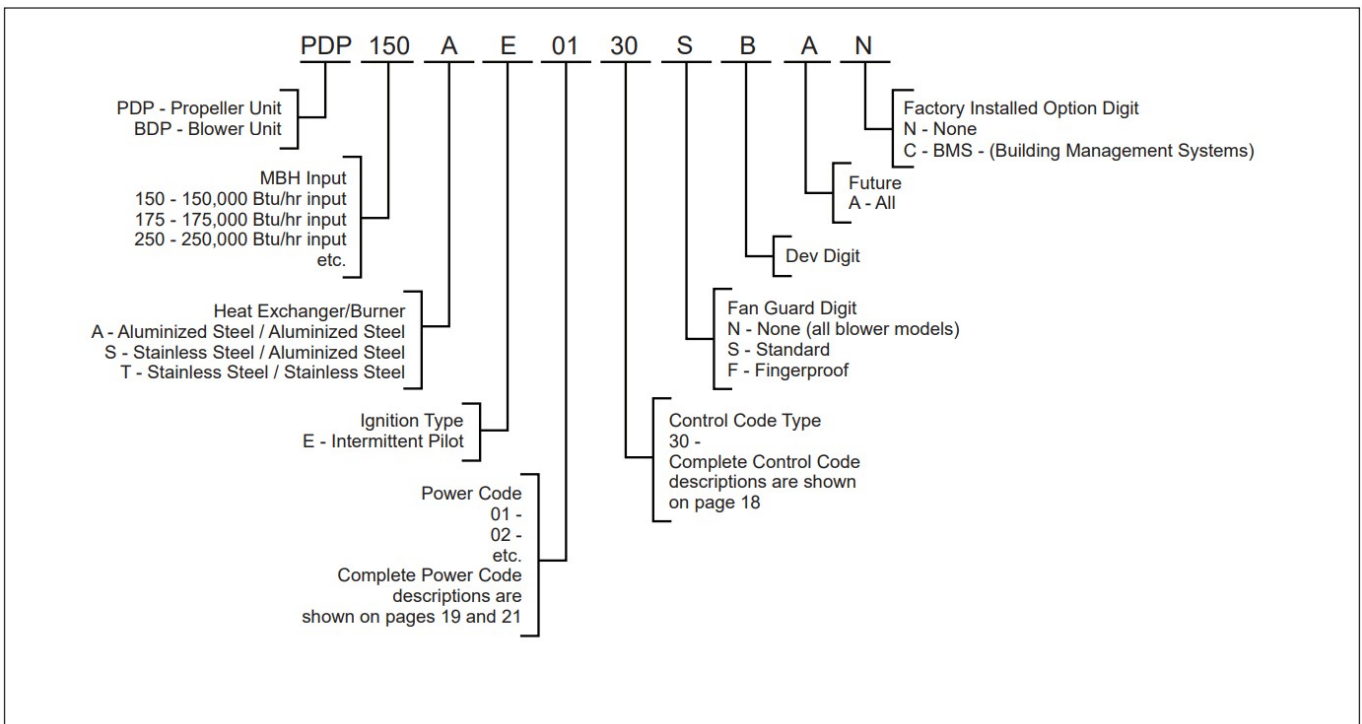 PDP 150 A E 01 30 S B A N
PDP - Propeller Unit
BDP - Blower Unit
MBH Input
150 - 150,000 Btu/hr input
175 - 175,000 Btu/hr input
250 - 250,000 Btu/hr input
etc.
Heat Exchanger/Burner
A - Aluminized Steel / Aluminized Steel
S - Stainless Steel / Aluminized Steel
T - Stainless Steel / Stainless Steel
Ignition Type
E - Intermittent Pilot
Power Code
01 -
02 -
etc.
Complete Power Code
descriptions are
shown on pages 19 and 21
Control Code Type
30 -
Complete Control Code
descriptions are shown
on page 18
Fan Guard Digit
N - None (all blower models)
S - Standard
F - Fingerproof
Dev Digit
Future
A - All
Factory Installed Option Digit
N - None
C - BMS - (Building Management Systems)